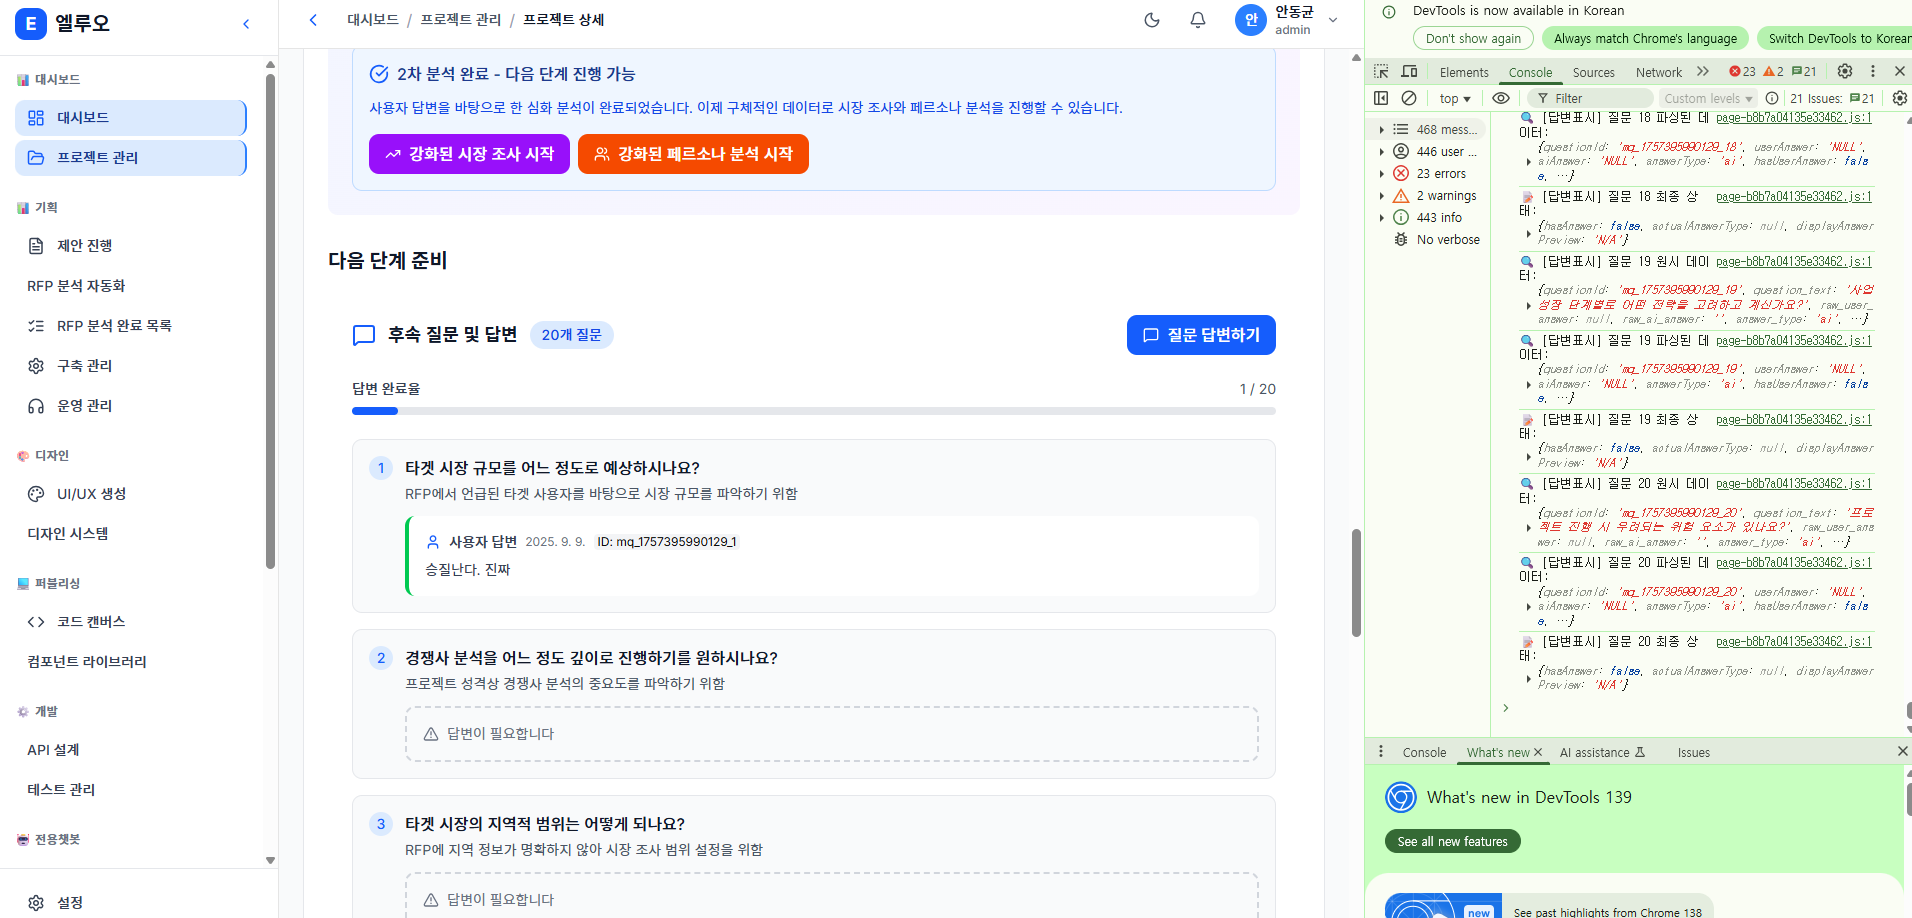 E 엘루오
대시보드
대시보드
프로젝트 관리
기획
제안 진행
RFP 분석 자동화
RFP 분석 완료 목록
구축 관리
운영 관리
디자인
UI/UX 생성
디자인 시스템
퍼블리싱
코드 캔버스
컴포넌트 라이브러리
개발
API 설계
테스트 관리
전용챗봇
설정
대시보드 / 프로젝트 관리 / 프로젝트 상세
안 안동균
admin
2차 분석 완료 - 다음 단계 진행 가능
사용자 답변을 바탕으로 한 심화 분석이 완료되었습니다. 이제 구체적인 데이터로 시장 조사와 페르소나 분석을 진행할 수 있습니다.
강화된 시장 조사 시작 강화된 페르소나 분석 시작
다음 단계 준비
후속 질문 및 답변 20개 질문 질문 답변하기
답변 완료율 1 / 20
1 타겟 시장 규모를 어느 정도로 예상하시나요?
RFP에서 언급된 타겟 사용자를 바탕으로 시장 규모를 파악하기 위함
사용자 답변 2025. 9. 9. ID: mq_1757395990129_1
승질난다. 진짜
2 경쟁사 분석을 어느 정도 깊이로 진행하기를 원하시나요?
프로젝트 성격상 경쟁사 분석의 중요도를 파악하기 위함
답변이 필요합니다
3 타겟 시장의 지역적 범위는 어떻게 되나요?
RFP에 지역 정보가 명확하지 않아 시장 조사 범위 설정을 위함
답변이 필요합니다
DevTools is now available in Korean
Don't show again Always match Chrome's language Switch DevTools to Korean
Elements Console Sources Network 23 2 21
top Filter Custom levels 21 Issues: 21
468 mess...
446 user ...
23 errors
2 warnings
443 info
No verbose
[답변표시] 질문 18 파싱된 데 page-b8b7a04135e33462.js:1
이터:
{questionId: 'mq_1757395990129_18', userAnswer: 'NULL',
aiAnswer: 'NULL', answerType: 'ai', hasUserAnswer: fals
e, …}
[답변표시] 질문 18 최종 상 page-b8b7a04135e33462.js:1
태:
{hasAnswer: false, actualAnswerType: null, displayAnswer
Preview: 'N/A'}
[답변표시] 질문 19 원시 데이 page-b8b7a04135e33462.js:1
터:
{questionId: 'mq_1757395990129_19', question_text: '사업
성장 단계별로 어떤 전략을 고려하고 계신가요?', raw_user_
answer: null, raw_ai_answer: '', answer_type: 'ai', …}
[답변표시] 질문 19 파싱된 데 page-b8b7a04135e33462.js:1
이터:
{questionId: 'mq_1757395990129_19', userAnswer: 'NULL',
aiAnswer: 'NULL', answerType: 'ai', hasUserAnswer: fals
e, …}
[답변표시] 질문 19 최종 상 page-b8b7a04135e33462.js:1
태:
{hasAnswer: false, actualAnswerType: null, displayAnswer
Preview: 'N/A'}
[답변표시] 질문 20 원시 데이 page-b8b7a04135e33462.js:1
터:
{questionId: 'mq_1757395990129_20', question_text: '프로
젝트 진행 시 우려되는 위험 요소가 있나요?', raw_user_ans
wer: null, raw_ai_answer: '', answer_type: 'ai', …}
[답변표시] 질문 20 파싱된 데 page-b8b7a04135e33462.js:1
이터:
{questionId: 'mq_1757395990129_20', userAnswer: 'NULL',
aiAnswer: 'NULL', answerType: 'ai', hasUserAnswer: fals
e, …}
[답변표시] 질문 20 최종 상 page-b8b7a04135e33462.js:1
태:
{hasAnswer: false, actualAnswerType: null, displayAnswer
Preview: 'N/A'}
Console What's new AI assistance Issues
What's new in DevTools 139
See all new features
new See past highlights from Chrome 138